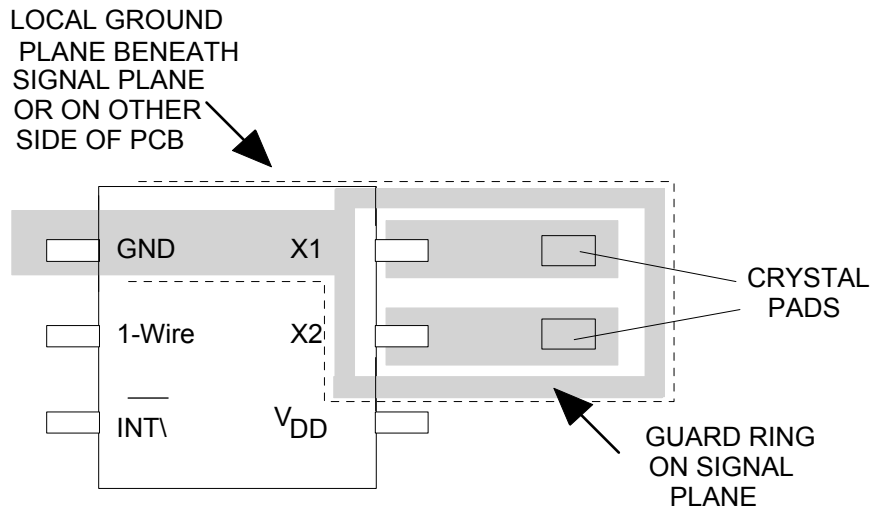 LOCAL GROUND
PLANE BENEATH
SIGNAL PLANE
OR ON OTHER
SIDE OF PCB
GND
X1
1-Wire
X2
INT\
VDD
CRYSTAL
PADS
GUARD RING
ON SIGNAL
PLANE